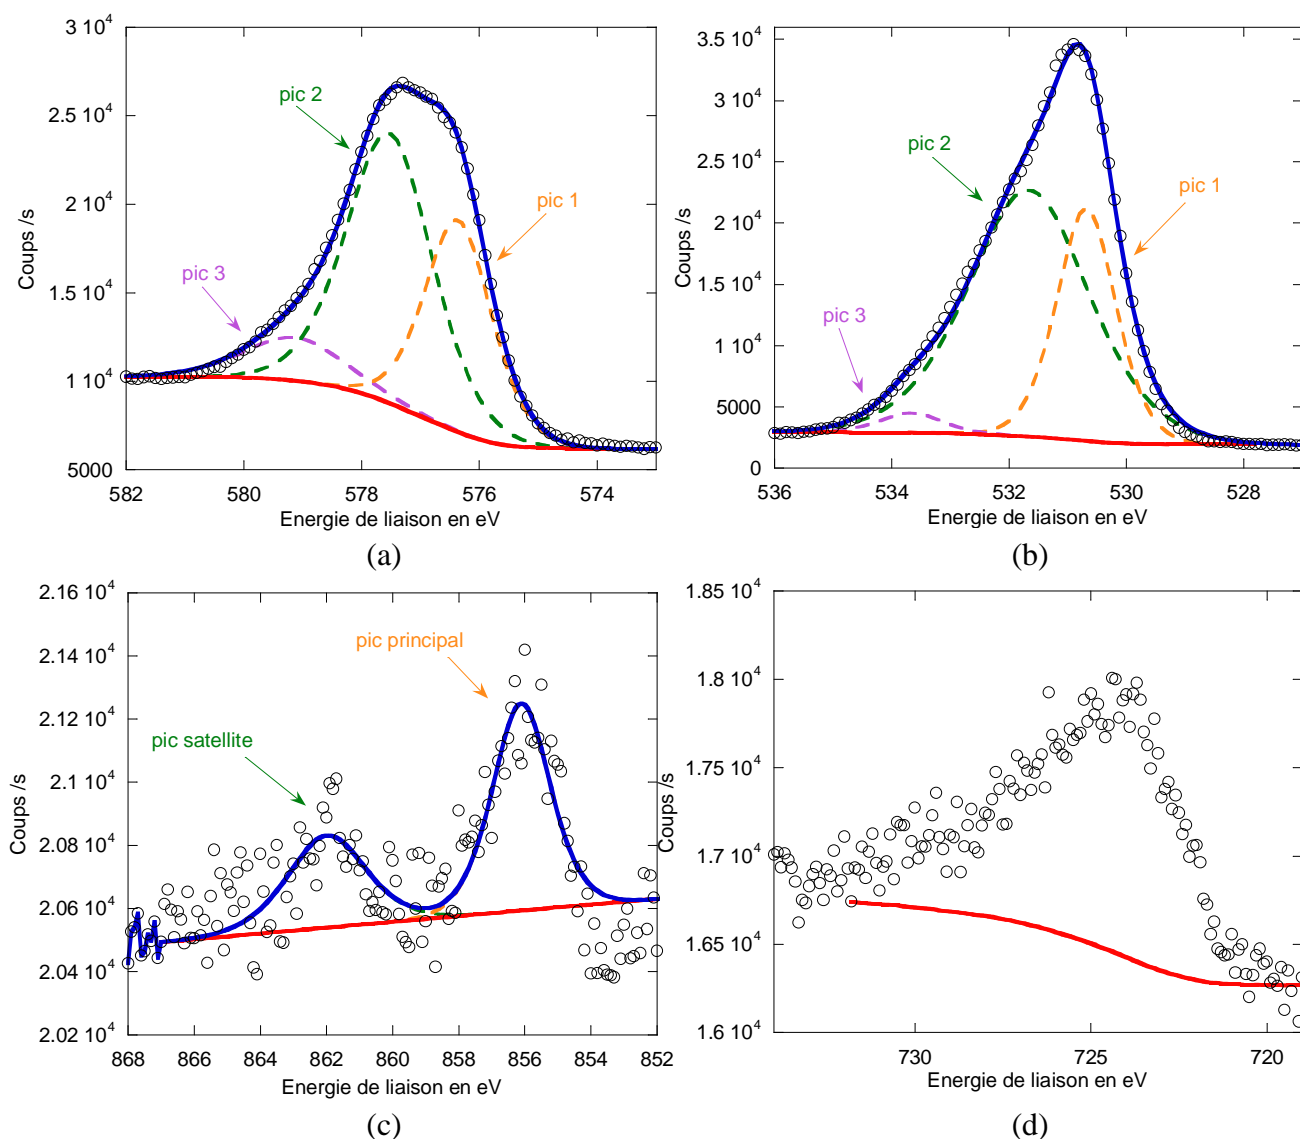 3 10⁴
2.5 10⁴
2 10⁴
1.5 10⁴
1 10⁴
5000
Coups /s
pic 2
pic 1
pic 3
582 580 578 576 574
Energie de liaison en eV
(a)
3.5 10⁴
3 10⁴
2.5 10⁴
2 10⁴
1.5 10⁴
1 10⁴
5000
0
Coups /s
pic 2
pic 1
pic 3
536 534 532 530 528
Energie de liaison en eV
(b)
2.16 10⁴
2.14 10⁴
2.12 10⁴
2.1 10⁴
2.08 10⁴
2.06 10⁴
2.04 10⁴
2.02 10⁴
Coups /s
pic principal
pic satellite
868 866 864 862 860 858 856 854 852
Energie de liaison en eV
(c)
1.85 10⁴
1.8 10⁴
1.75 10⁴
1.7 10⁴
1.65 10⁴
1.6 10⁴
Coups /s
730 725 720
Energie de liaison en eV
(d)